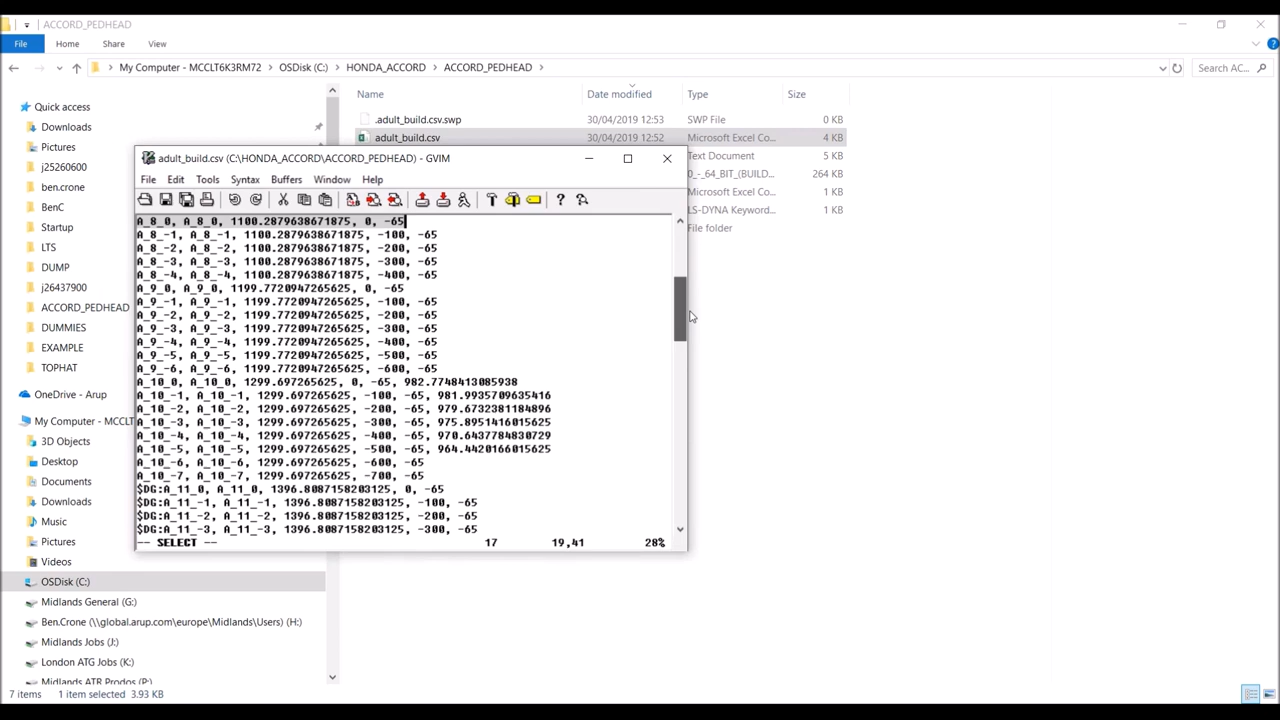 ACCORD_PEDHEAD
File Home Share View
My Computer - MCCLT6K3RM72 OSDisk (C:) HONDA_ACCORD ACCORD_PEDHEAD
Search AC...
Name Date modified Type Size
Quick access
Downloads
Pictures
j25260600
ben.crone
BenC
Startup
LTS
DUMP
j26437900
ACCORD_PEDHEAD
DUMMIES
EXAMPLE
TOPHAT
OneDrive - Arup
My Computer - MCCLT
3D Objects
Desktop
Documents
Downloads
Music
Pictures
Videos
OSDisk (C:)
Midlands General (G:)
Ben.Crone (\\global.arup.com\europe\Midlands\Users) (H:)
Midlands Jobs (J:)
London ATG Jobs (K:)
Midlands ATR Prodos (P:)
7 items 1 item selected 3.93 KB
.adult_build.csv.swp 30/04/2019 12:53 SWP File 0 KB
adult_build.csv 30/04/2019 12:52 Microsoft Excel Co... 4 KB
Text Document 5 KB
0_-_64_BIT_(BUILD... 264 KB
Microsoft Excel Co... 1 KB
LS-DYNA Keyword... 1 KB
File folder
adult_build.csv (C:\HONDA_ACCORD\ACCORD_PEDHEAD) - GVIM
File Edit Tools Syntax Buffers Window Help
A_8_0, A_8_0, 1100.2879638671875, 0, -65
A_8_-1, A_8_-1, 1100.2879638671875, -100, -65
A_8_-2, A_8_-2, 1100.2879638671875, -200, -65
A_8_-3, A_8_-3, 1100.2879638671875, -300, -65
A_8_-4, A_8_-4, 1100.2879638671875, -400, -65
A_9_0, A_9_0, 1199.7720947265625, 0, -65
A_9_-1, A_9_-1, 1199.7720947265625, -100, -65
A_9_-2, A_9_-2, 1199.7720947265625, -200, -65
A_9_-3, A_9_-3, 1199.7720947265625, -300, -65
A_9_-4, A_9_-4, 1199.7720947265625, -400, -65
A_9_-5, A_9_-5, 1199.7720947265625, -500, -65
A_9_-6, A_9_-6, 1199.7720947265625, -600, -65
A_10_0, A_10_0, 1299.697265625, 0, -65, 982.7748413085938
A_10_-1, A_10_-1, 1299.697265625, -100, -65, 981.9935709635416
A_10_-2, A_10_-2, 1299.697265625, -200, -65, 979.6732381184896
A_10_-3, A_10_-3, 1299.697265625, -300, -65, 975.8951416015625
A_10_-4, A_10_-4, 1299.697265625, -400, -65, 970.6437784830729
A_10_-5, A_10_-5, 1299.697265625, -500, -65, 964.4420166015625
A_10_-6, A_10_-6, 1299.697265625, -600, -65
A_10_-7, A_10_-7, 1299.697265625, -700, -65
$DG:A_11_0, A_11_0, 1396.8087158203125, 0, -65
$DG:A_11_-1, A_11_-1, 1396.8087158203125, -100, -65
$DG:A_11_-2, A_11_-2, 1396.8087158203125, -200, -65
$DG:A_11_-3, A_11_-3, 1396.8087158203125, -300, -65
-- SELECT -- 17 19,41 28%